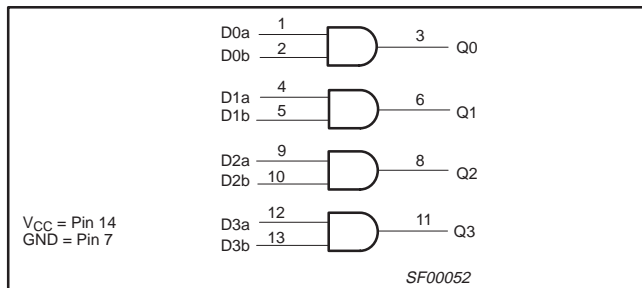 D0a 1
D0b 2
3 Q0
D1a 4
D1b 5
6 Q1
D2a 9
D2b 10
8 Q2
D3a 12
D3b 13
11 Q3
VCC = Pin 14
GND = Pin 7
SF00052